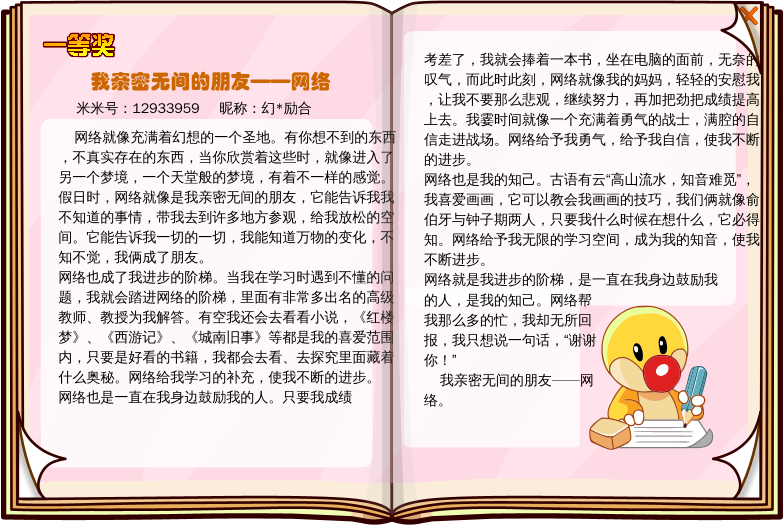 一等奖
我亲密无间的朋友——网络
米米号：12933959 昵称：幻*励合
网络就像充满着幻想的一个圣地。有你想不到的东西
，不真实存在的东西，当你欣赏着这些时，就像进入了
另一个梦境，一个天堂般的梦境，有着不一样的感觉。
假日时，网络就像是我亲密无间的朋友，它能告诉我我
不知道的事情，带我去到许多地方参观，给我放松的空
间。它能告诉我一切的一切，我能知道万物的变化，不
知不觉，我俩成了朋友。
网络也成了我进步的阶梯。当我在学习时遇到不懂的问
题，我就会踏进网络的阶梯，里面有非常多出名的高级
教师、教授为我解答。有空我还会去看看小说，《红楼
梦》、《西游记》、《城南旧事》等都是我的喜爱范围
内，只要是好看的书籍，我都会去看、去探究里面藏着
什么奥秘。网络给我学习的补充，使我不断的进步。
网络也是一直在我身边鼓励我的人。只要我成绩
考差了，我就会捧着一本书，坐在电脑的面前，无奈的
叹气，而此时此刻，网络就像我的妈妈，轻轻的安慰我
，让我不要那么悲观，继续努力，再加把劲把成绩提高
上去。我霎时间就像一个充满着勇气的战士，满腔的自
信走进战场。网络给予我勇气，给予我自信，使我不断
的进步。
网络也是我的知己。古语有云“高山流水，知音难觅”，
我喜爱画画，它可以教会我画画的技巧，我们俩就像俞
伯牙与钟子期两人，只要我什么时候在想什么，它必得
知。网络给予我无限的学习空间，成为我的知音，使我
不断进步。
网络就是我进步的阶梯，是一直在我身边鼓励我
的人，是我的知己。网络帮
我那么多的忙，我却无所回
报，我只想说一句话，“谢谢
你！”
我亲密无间的朋友——网
络。